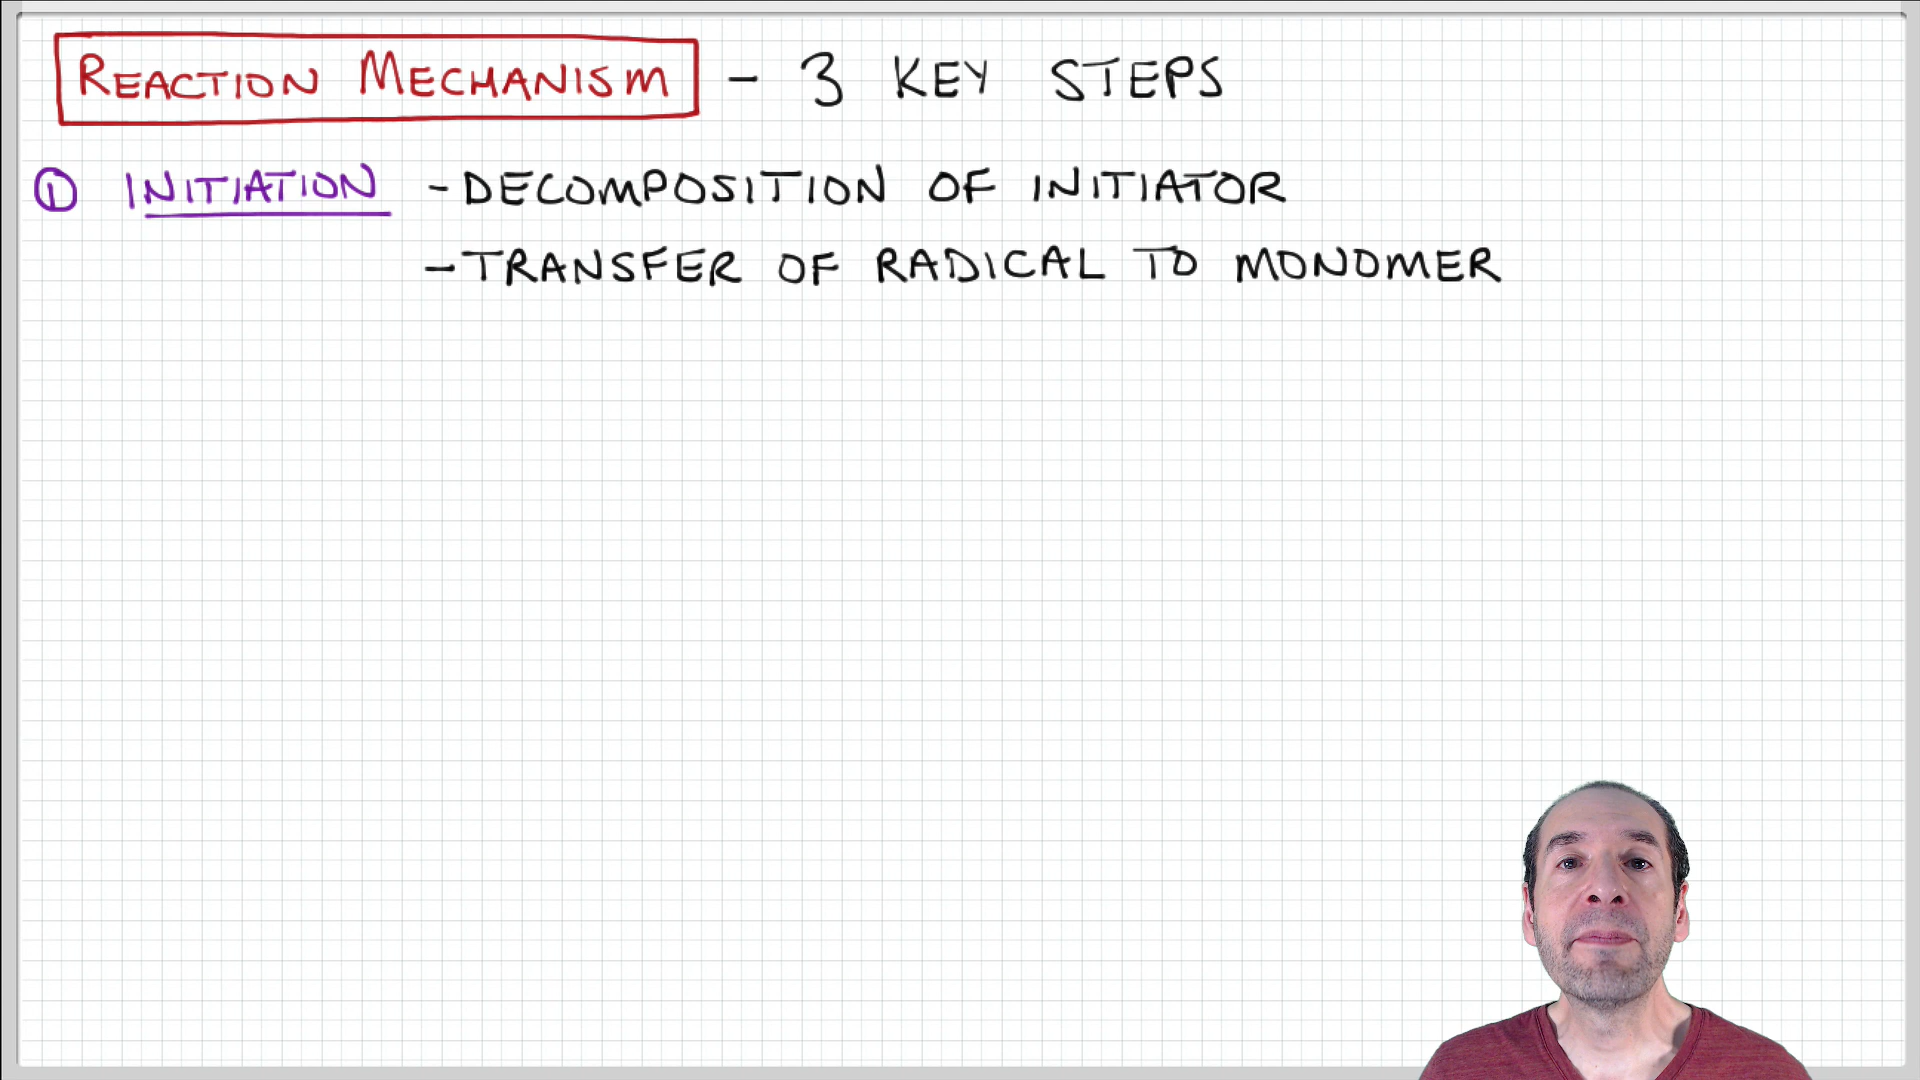 REACTION MECHANISM - 3 KEY STEPS
① INITIATION - DECOMPOSITION OF INITIATOR
- TRANSFER OF RADICAL TO MONOMER